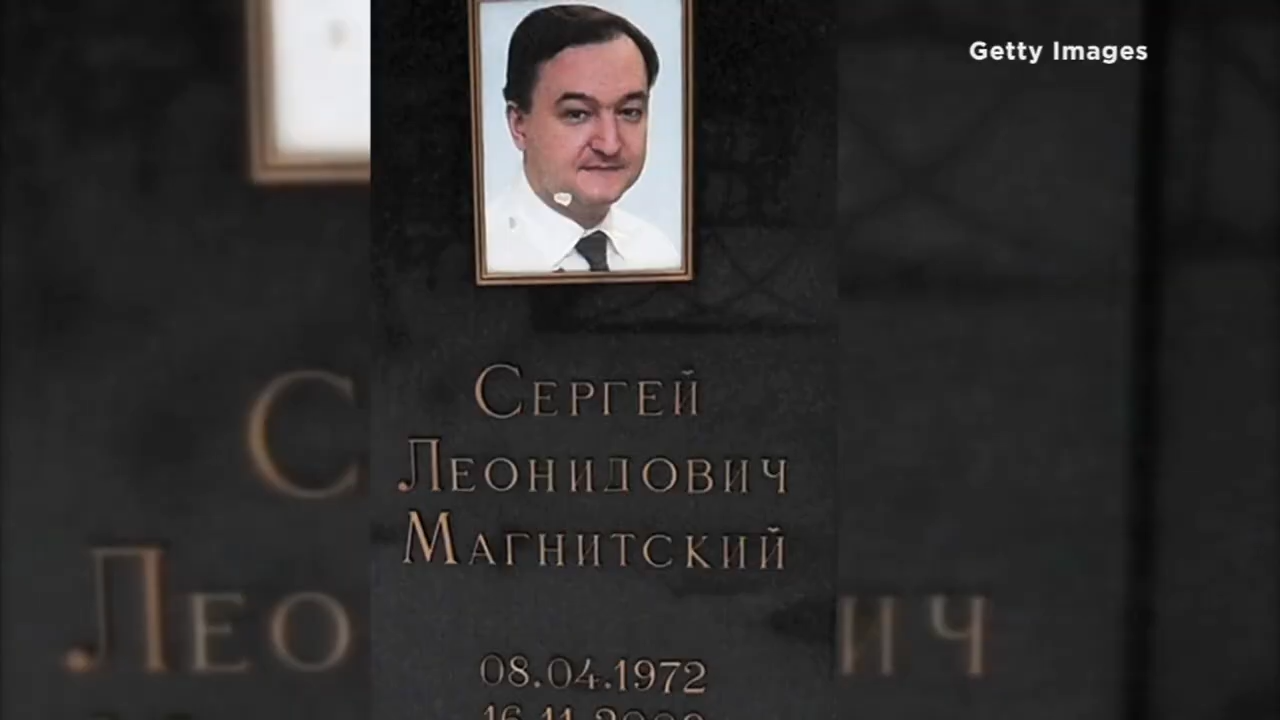 Getty Images
Сергей
Леонидович
Магнитский
08.04.1972